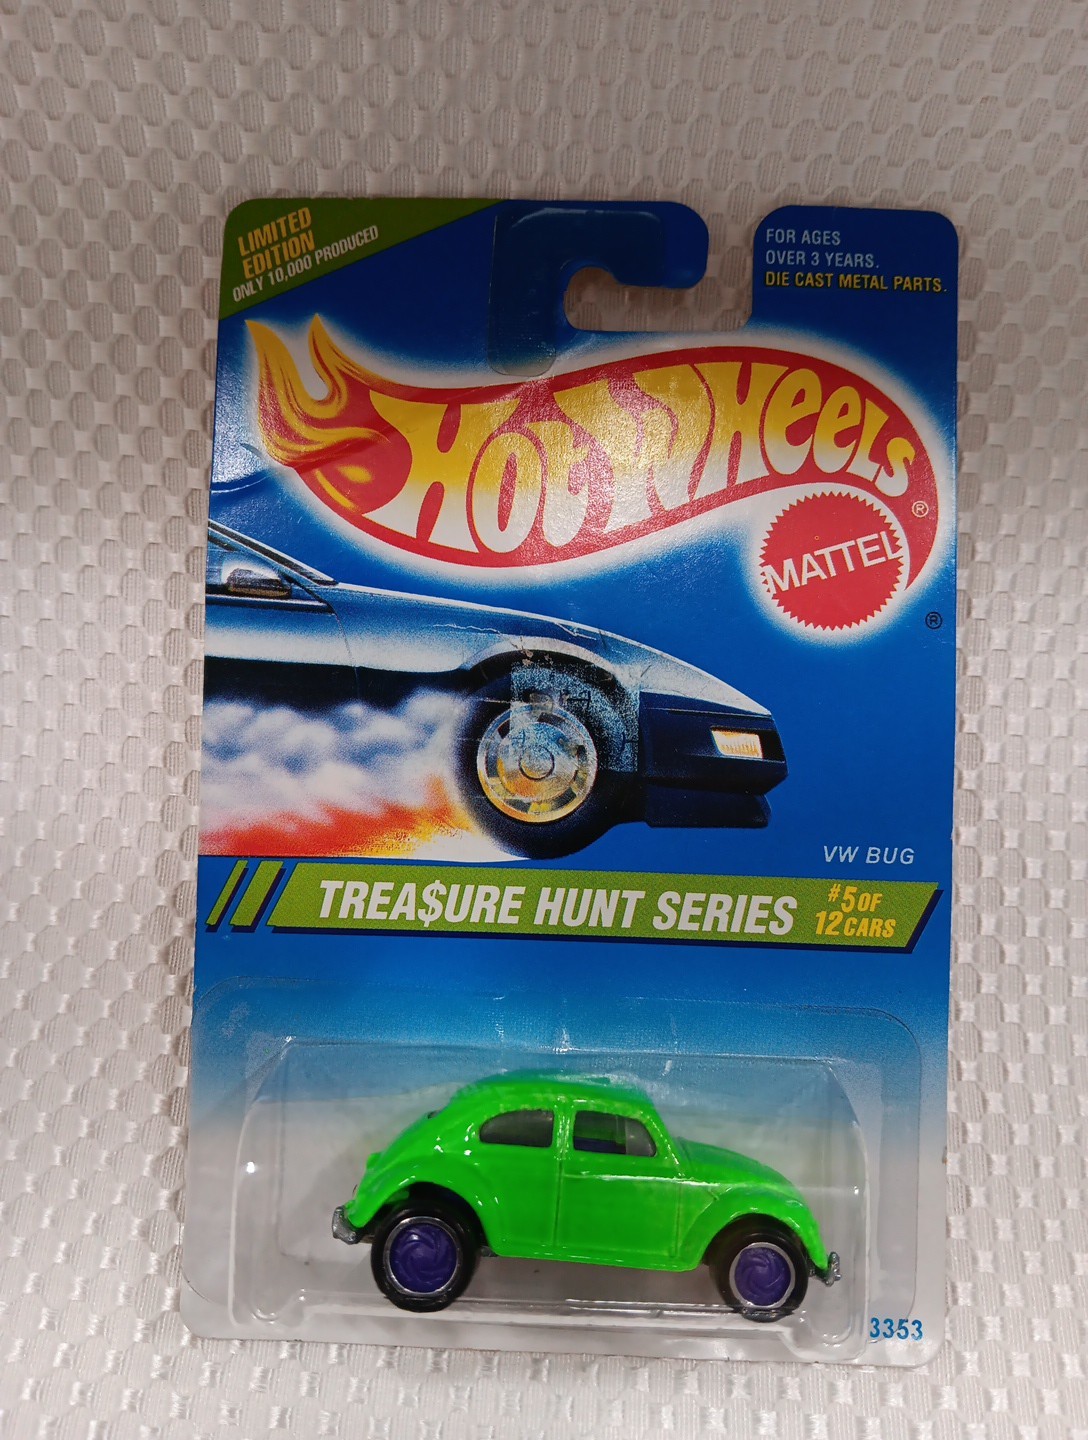 LIMITED
EDITION
ONLY 10,000 PRODUCED
FOR AGES
OVER 3 YEARS.
DIE CAST METAL PARTS.
HOT WHEELS ®
MATTEL
®
VW BUG
TREA$URE HUNT SERIES
#5 OF
12 CARS
3353